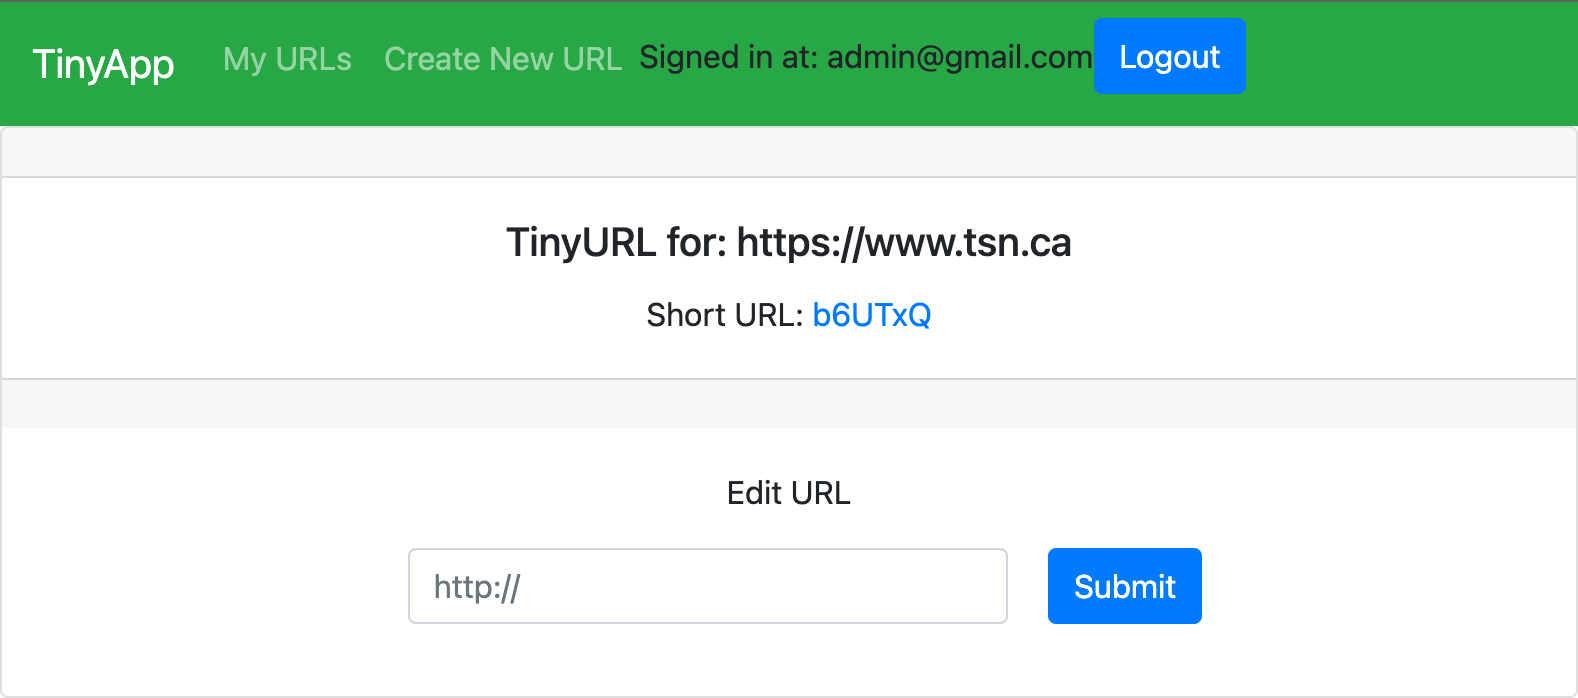 TinyApp My URLs Create New URL Signed in at: admin@gmail.com Logout
TinyURL for: https://www.tsn.ca
Short URL: b6UTxQ
Edit URL
http:// Submit